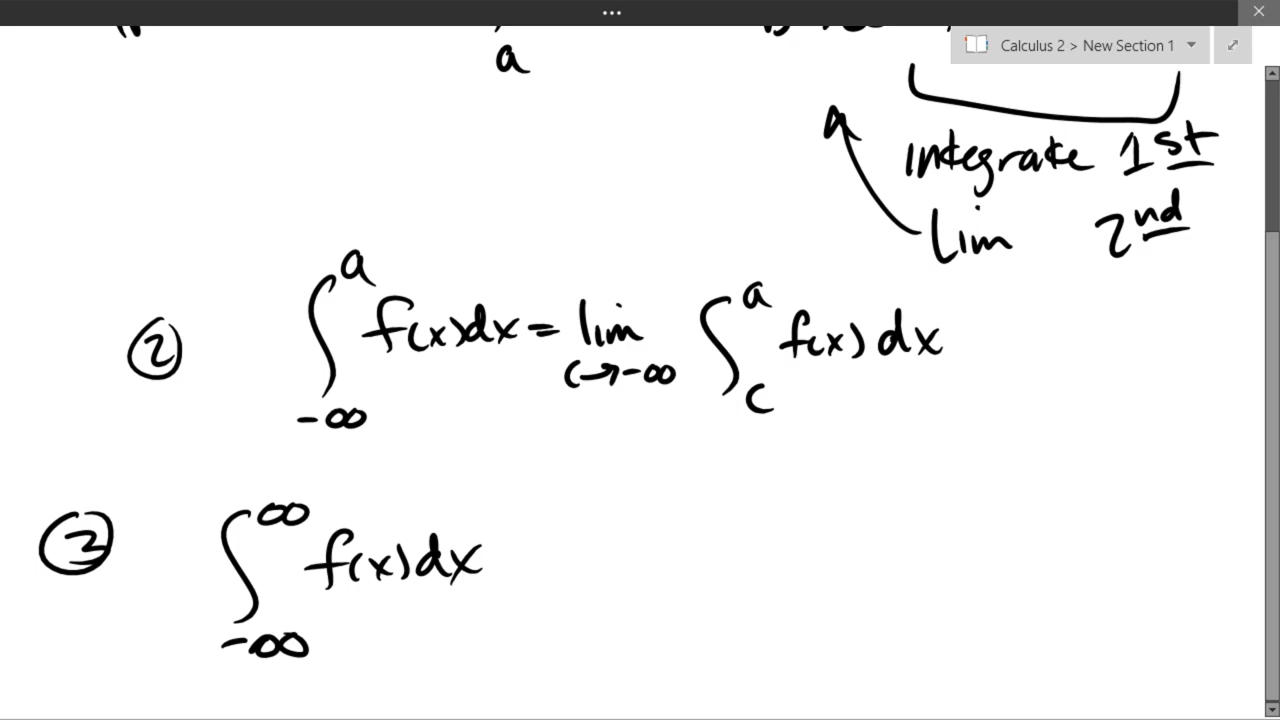 Calculus 2 > New Section 1
a
integrate 1st
lim 2nd
② ∫_{-∞}^{a} f(x)dx = lim_{c→-∞} ∫_{c}^{a} f(x) dx
③ ∫_{-∞}^{∞} f(x)dx